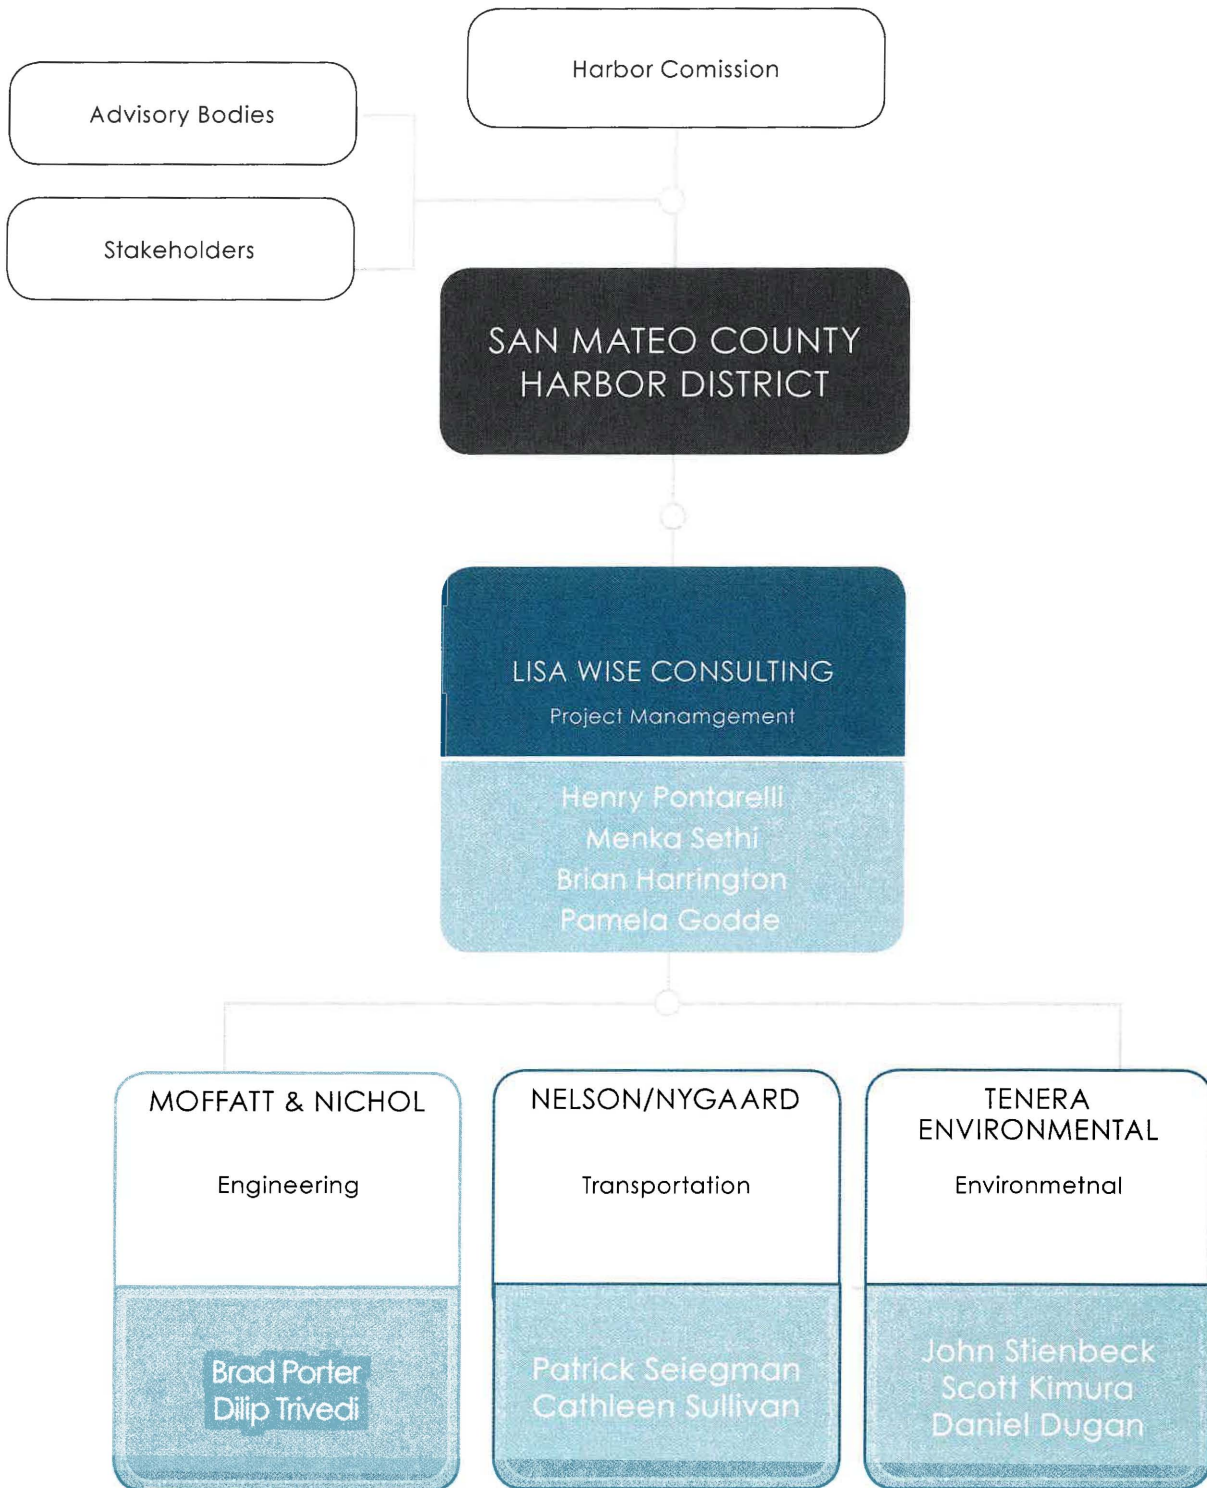 Harbor Comission
Advisory Bodies
Stakeholders
SAN MATEO COUNTY
HARBOR DISTRICT
LISA WISE CONSULTING
Project Manamgement
Henry Pontarelli
Menka Sethi
Brian Harrington
Pamela Godde
MOFFATT & NICHOL
Engineering
Brad Porter
Dilip Trivedi
NELSON/NYGAARD
Transportation
Patrick Seiegman
Cathleen Sullivan
TENERA
ENVIRONMENTAL
Environmetnal
John Stienbeck
Scott Kimura
Daniel Dugan